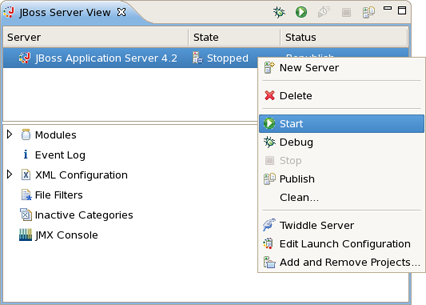 JBoss Server View
Server State Status
JBoss Application Server 4.2 Stopped Republish
New Server
Delete
Start
Debug
Stop
Publish
Clean...
Twiddle Server
Edit Launch Configuration
Add and Remove Projects...
Modules
Event Log
XML Configuration
File Filters
Inactive Categories
JMX Console